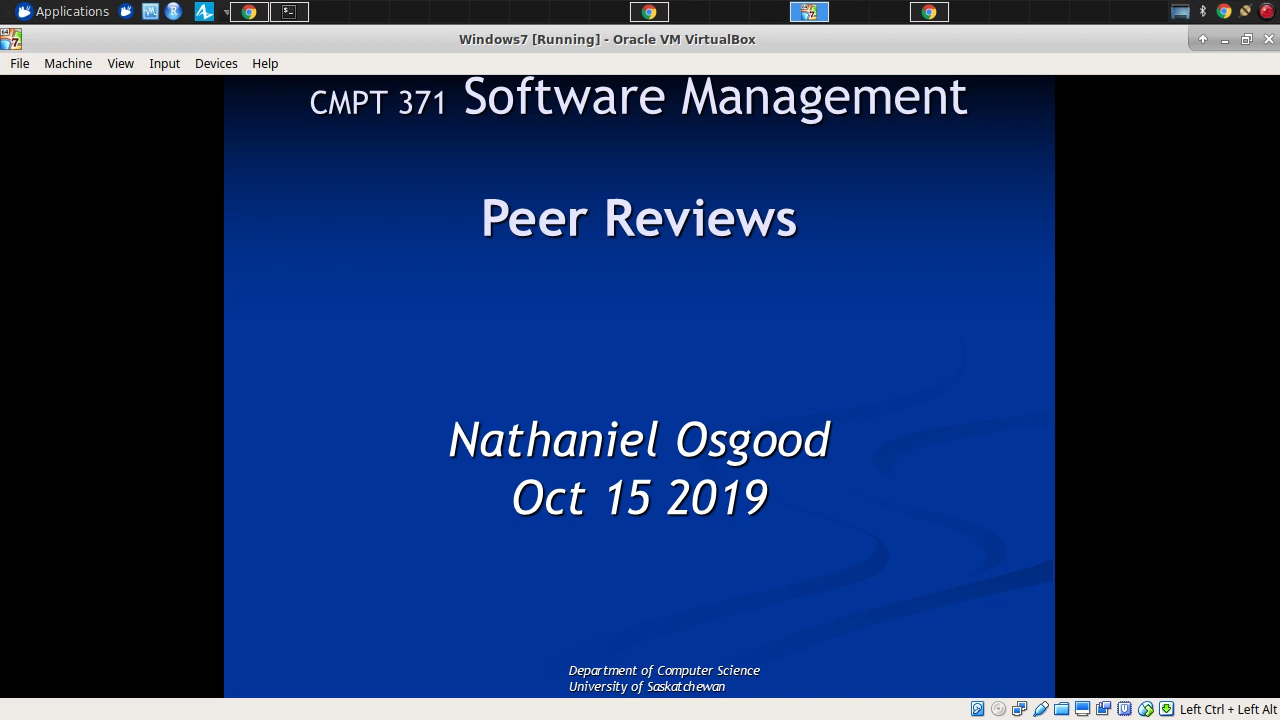 Applications
Windows7 [Running] - Oracle VM VirtualBox
File Machine View Input Devices Help
CMPT 371 Software Management
Peer Reviews
Nathaniel Osgood
Oct 15 2019
Department of Computer Science
University of Saskatchewan
Left Ctrl + Left Alt